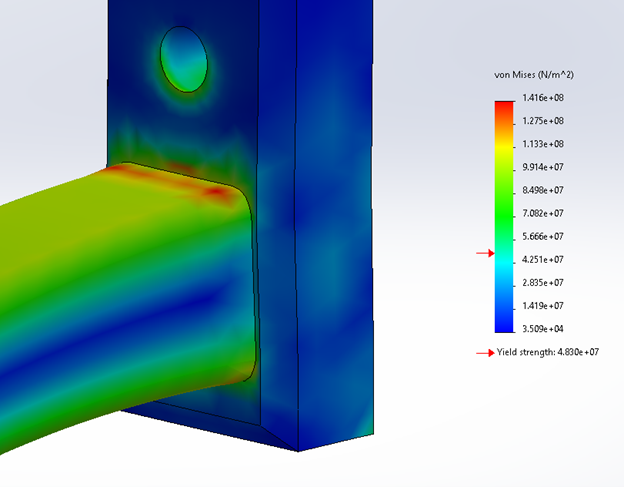 von Mises (N/m^2)
1.416e+08
1.275e+08
1.133e+08
9.914e+07
8.498e+07
7.082e+07
5.666e+07
4.251e+07
2.835e+07
1.419e+07
3.509e+04
Yield strength: 4.830e+07